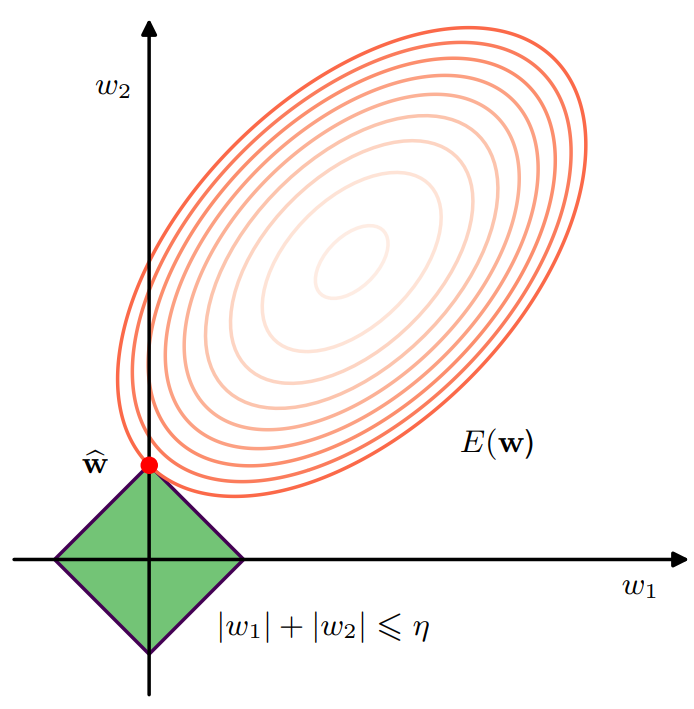 w₂
E(𝐰)
𝐰̂
w₁
|w₁| + |w₂| ⩽ η